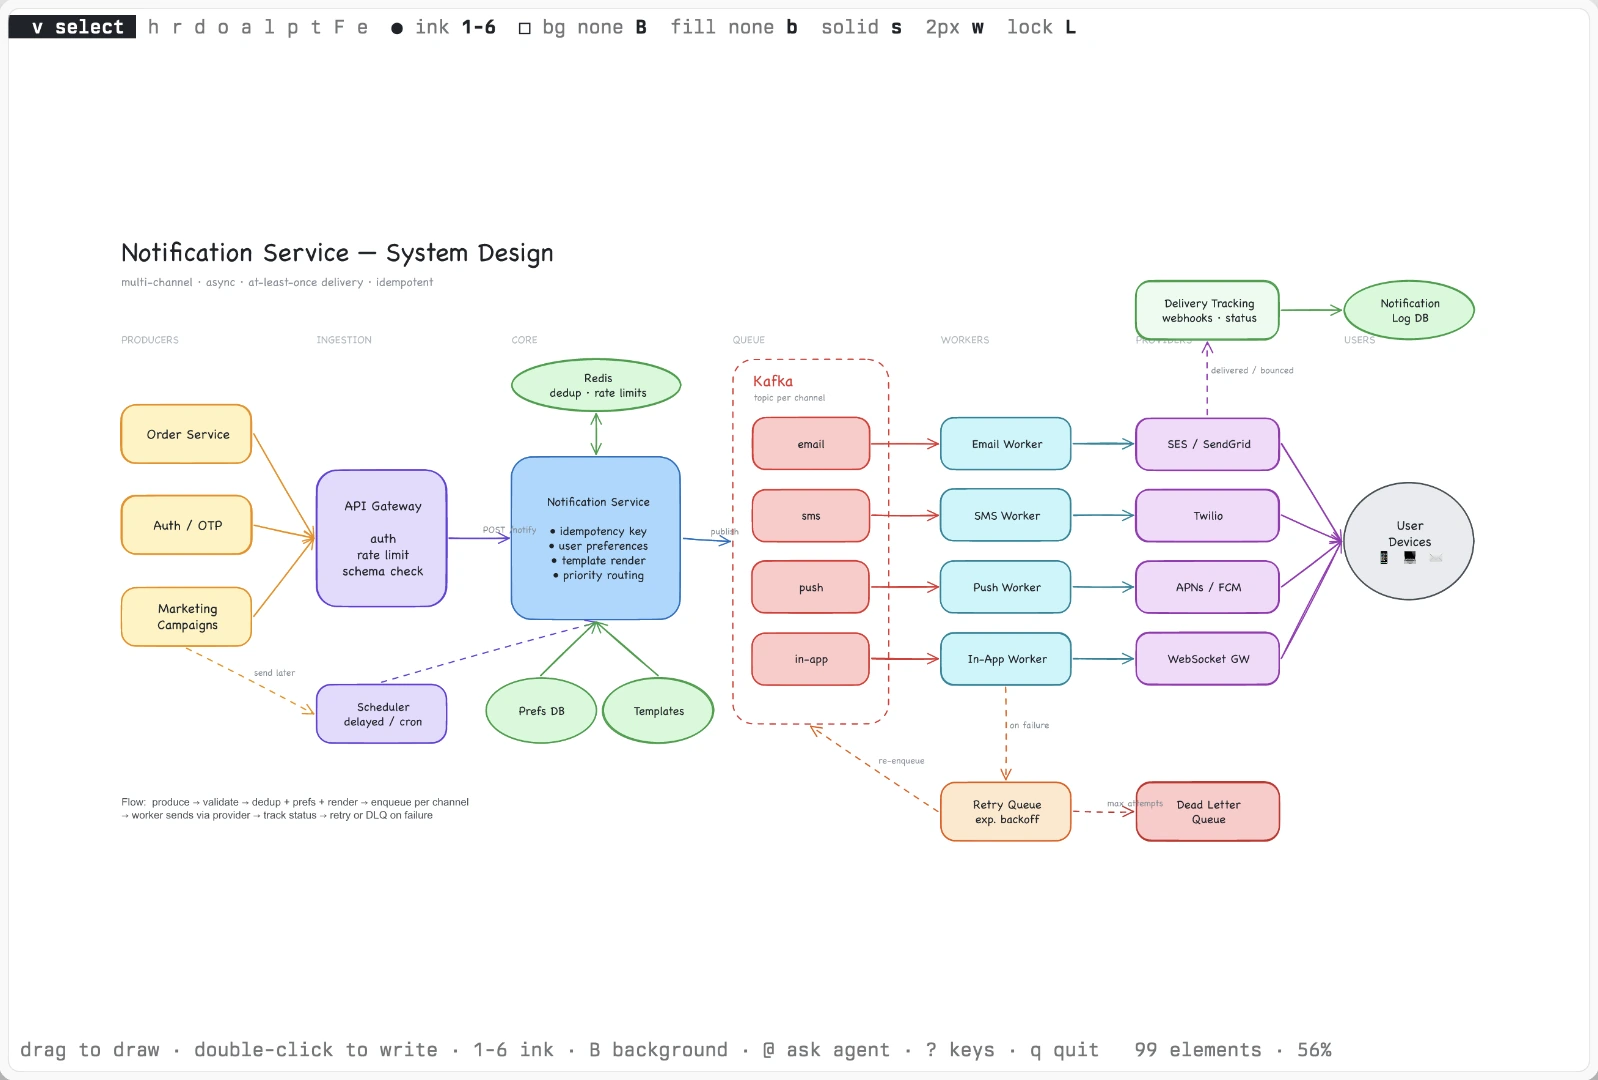 v select h r d o a l p t F e ● ink 1-6 □ bg none B fill none b solid s 2px w lock L
Notification Service — System Design
multi-channel · async · at-least-once delivery · idempotent
PRODUCERS
INGESTION
CORE
QUEUE
WORKERS
PROVIDERS
USERS
Delivery Tracking
webhooks · status
Notification
Log DB
delivered / bounced
Redis
dedup · rate limits
Kafka
topic per channel
Order Service
Auth / OTP
Marketing
Campaigns
send later
API Gateway
auth
rate limit
schema check
POST /notify
Notification Service
• idempotency key
• user preferences
• template render
• priority routing
publish
email
sms
push
in-app
Email Worker
SMS Worker
Push Worker
In-App Worker
SES / SendGrid
Twilio
APNs / FCM
WebSocket GW
User
Devices
Scheduler
delayed / cron
Prefs DB
Templates
on failure
re-enqueue
Retry Queue
exp. backoff
max attempts
Dead Letter
Queue
Flow: produce → validate → dedup + prefs + render → enqueue per channel
→ worker sends via provider → track status → retry or DLQ on failure
drag to draw · double-click to write · 1-6 ink · B background · @ ask agent · ? keys · q quit 99 elements · 56%